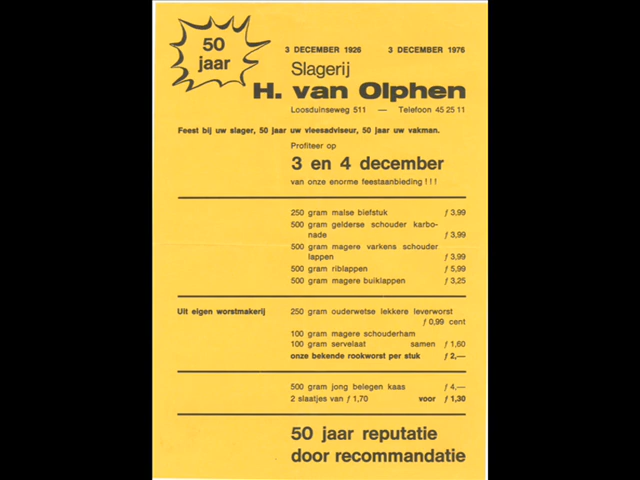 50
jaar
3 DECEMBER 1926 3 DECEMBER 1976
Slagerij
H. van Olphen
Loosduinseweg 511 — Telefoon 45 25 11
Feest bij uw slager, 50 jaar uw vleesadviseur, 50 jaar uw vakman.
Profiteer op
3 en 4 december
van onze enorme feestaanbieding ! ! !
250 gram malse biefstuk ƒ 3,99
500 gram gelderse schouder karbo-
nade ƒ 3,99
500 gram magere varkens schouder
lappen ƒ 3,99
500 gram riblappen ƒ 5,99
500 gram magere buiklappen ƒ 3,25
Uit eigen worstmakerij 250 gram ouderwetse lekkere leverworst
ƒ 0,99 cent
100 gram magere schouderham
100 gram servelaat samen ƒ 1,60
onze bekende rookworst per stuk ƒ 2,—
500 gram jong belegen kaas ƒ 4,—
2 slaatjes van ƒ 1,70 voor ƒ 1,30
50 jaar reputatie
door recommandatie